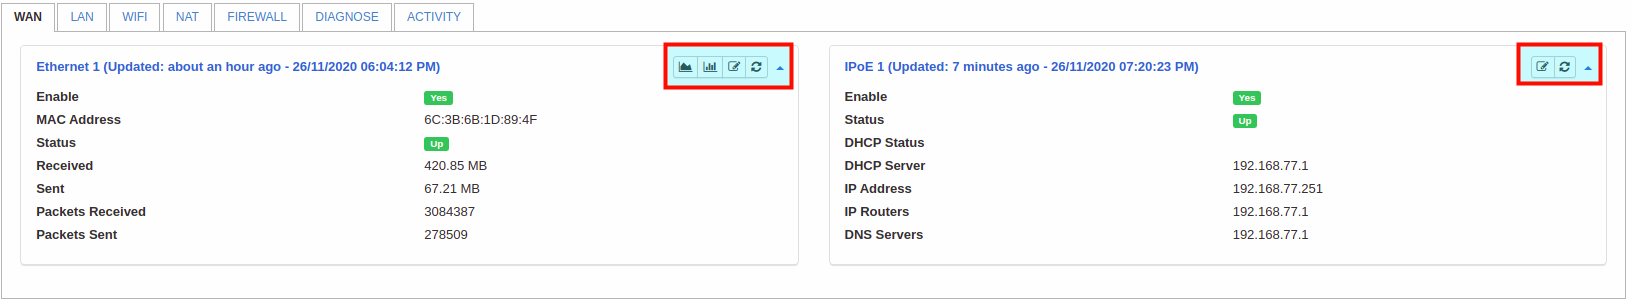 WAN LAN WIFI NAT FIREWALL DIAGNOSE ACTIVITY
Ethernet 1 (Updated: about an hour ago - 26/11/2020 06:04:12 PM)
Enable Yes
MAC Address 6C:3B:6B:1D:89:4F
Status Up
Received 420.85 MB
Sent 67.21 MB
Packets Received 3084387
Packets Sent 278509
IPoE 1 (Updated: 7 minutes ago - 26/11/2020 07:20:23 PM)
Enable Yes
Status Up
DHCP Status
DHCP Server 192.168.77.1
IP Address 192.168.77.251
IP Routers 192.168.77.1
DNS Servers 192.168.77.1